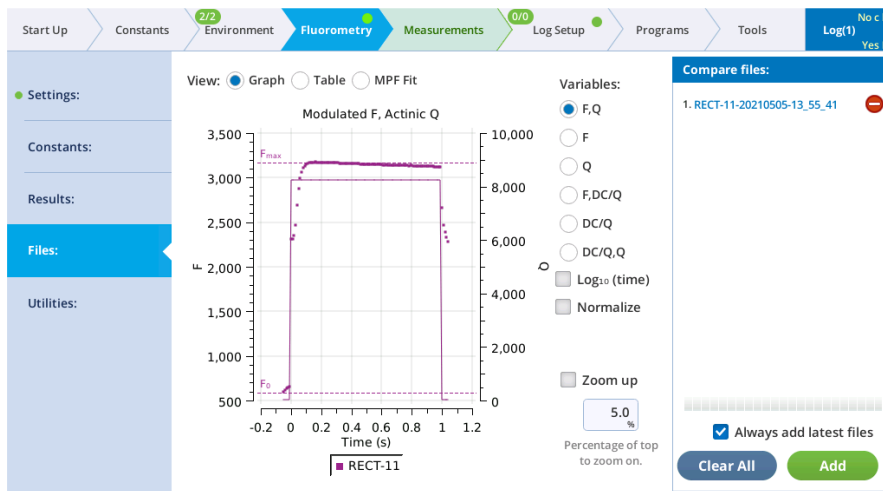 2/2
0/0
No c
Start Up
Constants
Environment
Fluorometry
Measurements
Log Setup
Programs
Tools
Log(1)
Yes
Settings:
Constants:
Results:
Files:
Utilities:
View:
Graph
Table
MPF Fit
Modulated F, Actinic Q
3,500
3,000
2,500
2,000
1,500
1,000
500
F
Fmax
F₀
10,000
8,000
6,000
4,000
2,000
0
Q
-0.2 0 0.2 0.4 0.6 0.8 1 1.2
Time (s)
RECT-11
Variables:
F,Q
F
Q
F,DC/Q
DC/Q
DC/Q,Q
Log₁₀ (time)
Normalize
Zoom up
5.0
%
Percentage of top
to zoom on.
Compare files:
1. RECT-11-20210505-13_55_41
Always add latest files
Clear All
Add